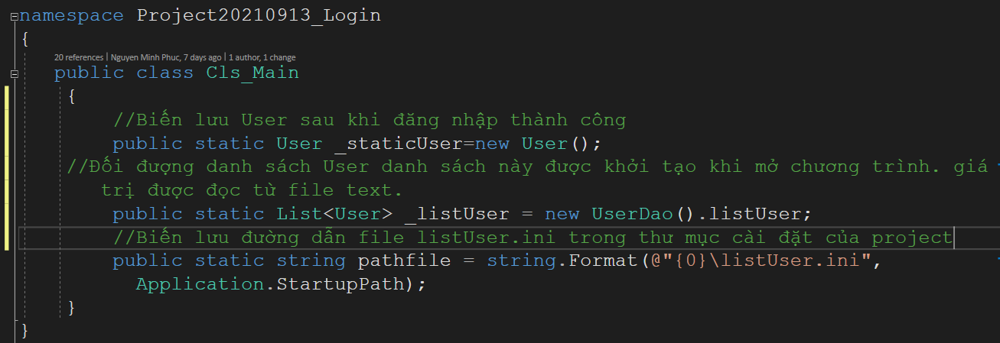 namespace Project20210913_Login
{
20 references | Nguyen Minh Phuc, 7 days ago | 1 author, 1 change
public class Cls_Main
{
//Biến lưu User sau khi đăng nhập thành công
public static User _staticUser=new User();
//Đối đượng danh sách User danh sách này được khởi tạo khi mở chương trình. giá
trị được đọc từ file text.
public static List<User> _listUser = new UserDao().listUser;
//Biến lưu đường dẫn file listUser.ini trong thư mục cài đặt của project
public static string pathfile = string.Format(@"{0}\listUser.ini",
Application.StartupPath);
}
}